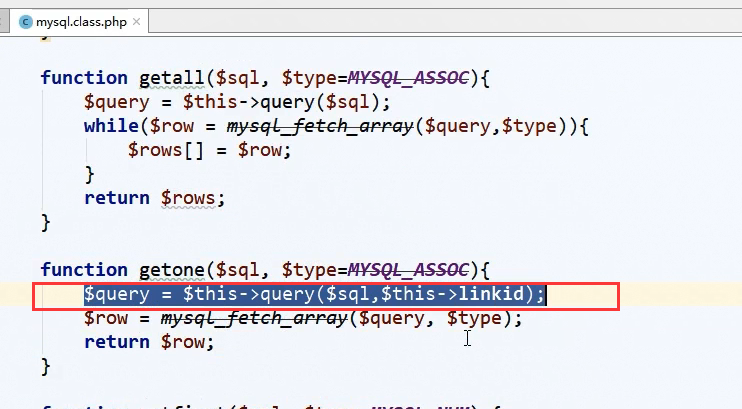 mysql.class.php
}
function getall($sql, $type=MYSQL_ASSOC){
$query = $this->query($sql);
while($row = mysql_fetch_array($query,$type)){
$rows[] = $row;
}
return $rows;
}
function getone($sql, $type=MYSQL_ASSOC){
$query = $this->query($sql,$this->linkid);
$row = mysql_fetch_array($query, $type);
return $row;
}